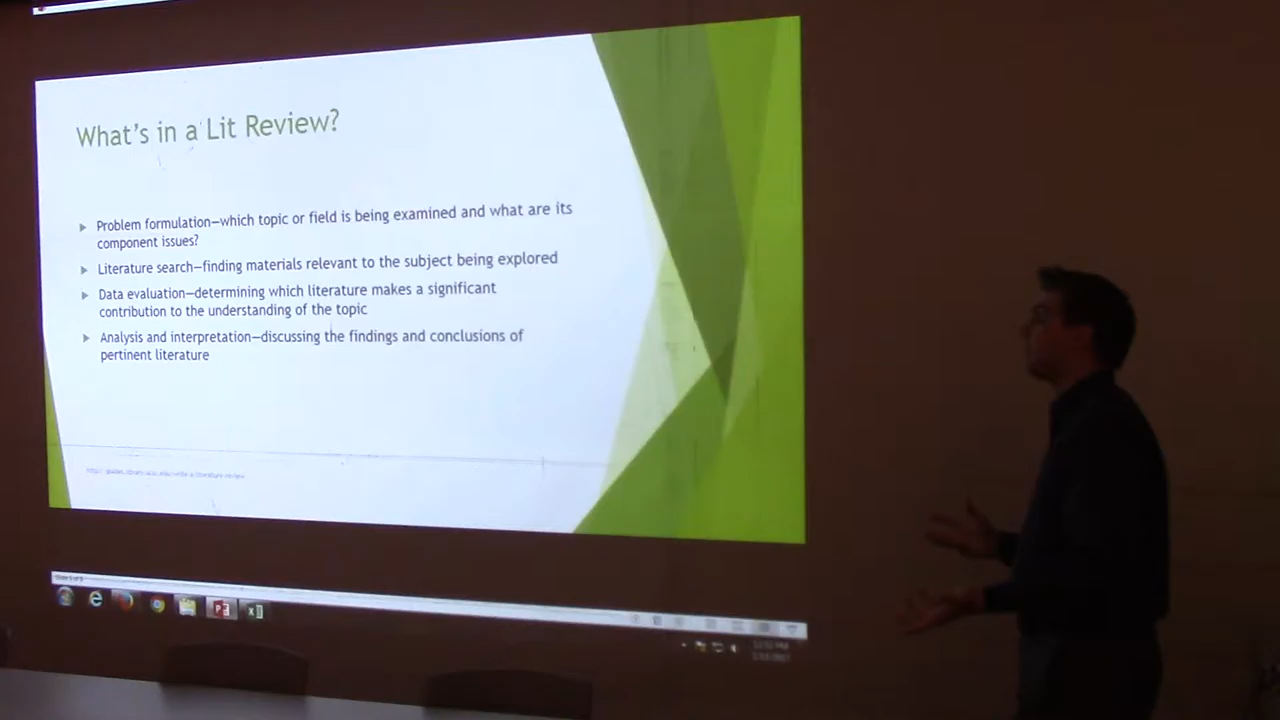 What's in a Lit Review?
Problem formulation—which topic or field is being examined and what are its
component issues?
Literature search—finding materials relevant to the subject being explored
Data evaluation—determining which literature makes a significant
contribution to the understanding of the topic
Analysis and interpretation—discussing the findings and conclusions of
pertinent literature